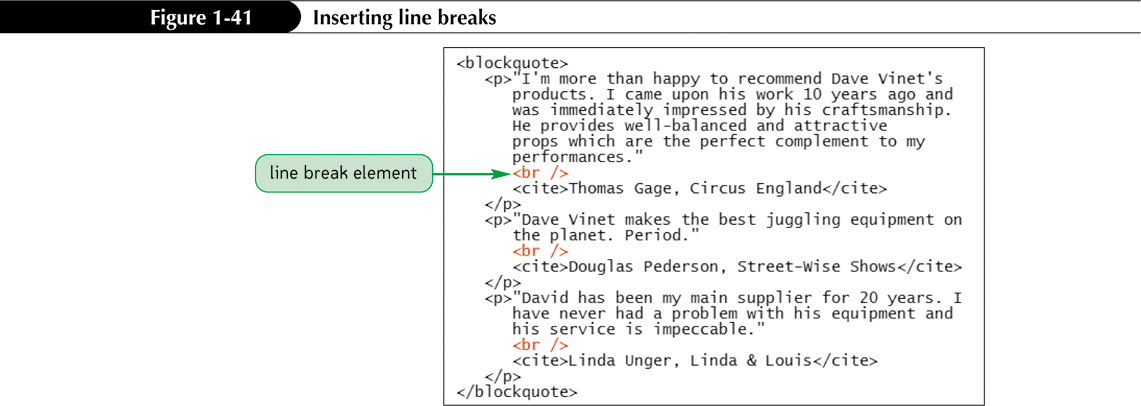 Figure 1-41 Inserting line breaks
<blockquote>
<p>"I'm more than happy to recommend Dave Vinet's
products. I came upon his work 10 years ago and
was immediately impressed by his craftsmanship.
He provides well-balanced and attractive
props which are the perfect complement to my
performances."
line break element
<br />
<cite>Thomas Gage, Circus England</cite>
</p>
<p>"Dave Vinet makes the best juggling equipment on
the planet. Period."
<br />
<cite>Douglas Pederson, Street-Wise Shows</cite>
</p>
<p>"David has been my main supplier for 20 years. I
have never had a problem with his equipment and
his service is impeccable."
<br />
<cite>Linda Unger, Linda & Louis</cite>
</p>
</blockquote>